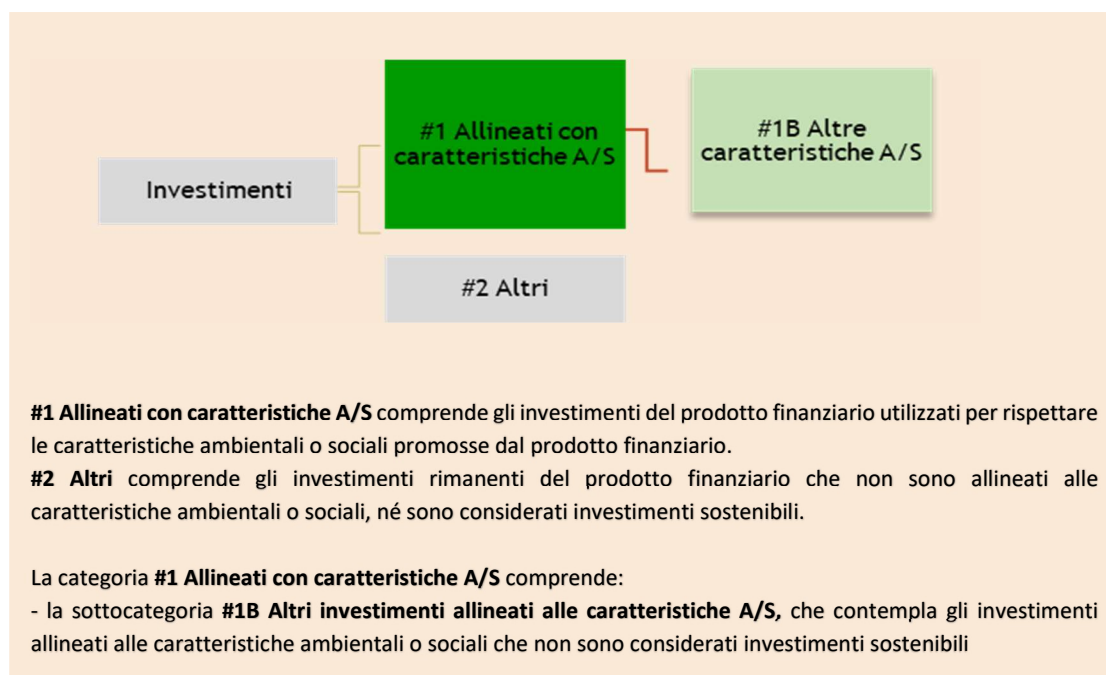 #1 Allineati con
caratteristiche A/S
#1B Altre
caratteristiche A/S
Investimenti
#2 Altri
#1 Allineati con caratteristiche A/S comprende gli investimenti del prodotto finanziario utilizzati per rispettare
le caratteristiche ambientali o sociali promosse dal prodotto finanziario.
#2 Altri comprende gli investimenti rimanenti del prodotto finanziario che non sono allineati alle
caratteristiche ambientali o sociali, né sono considerati investimenti sostenibili.
La categoria #1 Allineati con caratteristiche A/S comprende:
- la sottocategoria #1B Altri investimenti allineati alle caratteristiche A/S, che contempla gli investimenti
allineati alle caratteristiche ambientali o sociali che non sono considerati investimenti sostenibili